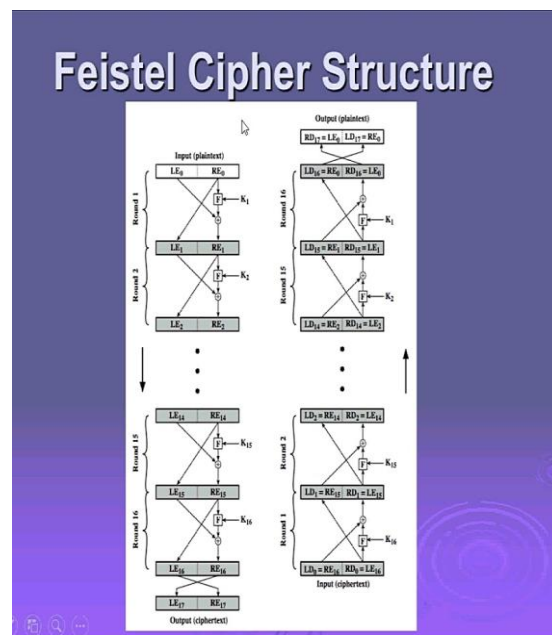 Feistel Cipher Structure
Input (plaintext)
LE₀ RE₀
Round 1
F K₁
LE₁ RE₁
Round 2
F K₂
LE₂ RE₂
LE₁₄ RE₁₄
Round 15
F K₁₅
LE₁₅ RE₁₅
Round 16
F K₁₆
LE₁₆ RE₁₆
LE₁₇ RE₁₇
Output (ciphertext)
Output (plaintext)
RD₁₇ = LE₀ LD₁₇ = RE₀
LD₁₆ = RE₀ RD₁₆ = LE₀
Round 16
F K₁
LD₁₅ = RE₁ RD₁₅ = LE₁
Round 15
F K₂
LD₁₄ = RE₂ RD₁₄ = LE₂
LD₂ = RE₁₄ RD₂ = LE₁₄
Round 2
F K₁₅
LD₁ = RE₁₅ RD₁ = LE₁₅
Round 1
F K₁₆
LD₀ = RE₁₆ RD₀ = LE₁₆
Input (ciphertext)